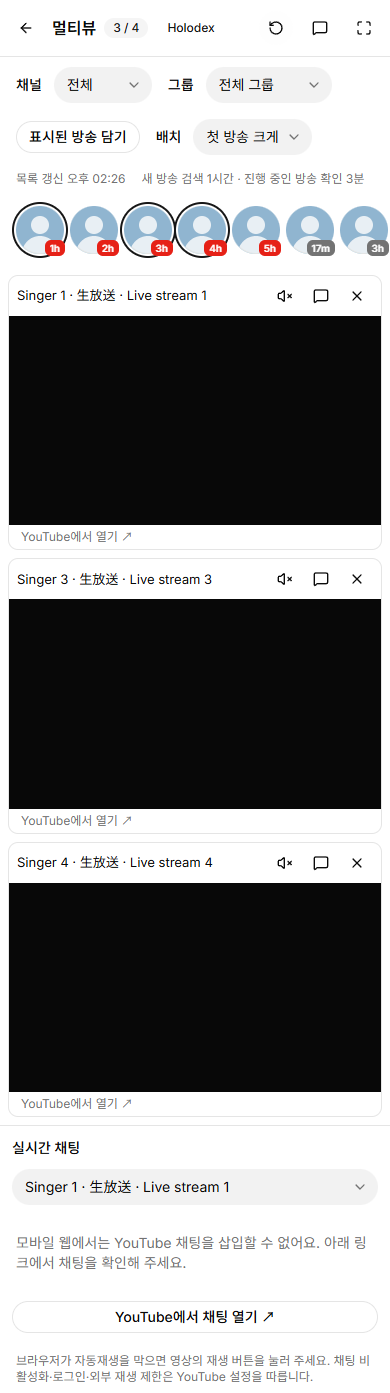 멀티뷰 3 / 4 Holodex
채널 전체 그룹 전체 그룹
표시된 방송 담기 배치 첫 방송 크게
목록 갱신 오후 02:26 새 방송 검색 1시간 · 진행 중인 방송 확인 3분
1h 2h 3h 4h 5h 17m 3h
Singer 1 · 生放送 · Live stream 1
YouTube에서 열기 ↗
Singer 3 · 生放送 · Live stream 3
YouTube에서 열기 ↗
Singer 4 · 生放送 · Live stream 4
YouTube에서 열기 ↗
실시간 채팅
Singer 1 · 生放送 · Live stream 1
모바일 웹에서는 YouTube 채팅을 삽입할 수 없어요. 아래 링
크에서 채팅을 확인해 주세요.
YouTube에서 채팅 열기 ↗
브라우저가 자동재생을 막으면 영상의 재생 버튼을 눌러 주세요. 채팅 비
활성화·로그인·외부 재생 제한은 YouTube 설정을 따릅니다.